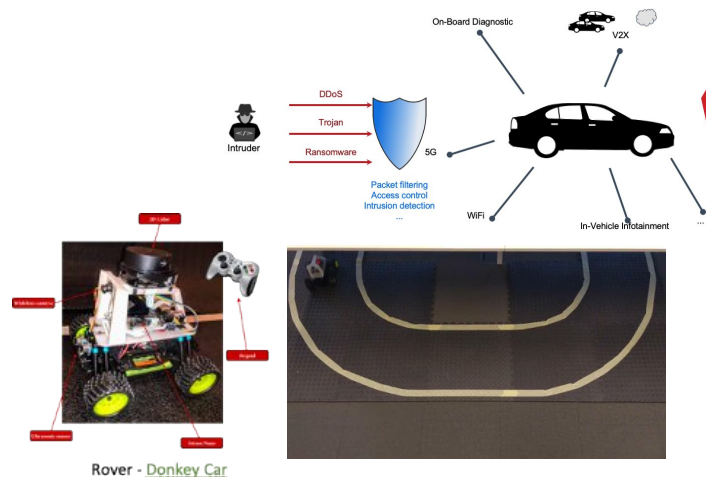 On-Board Diagnostic
V2X
DDoS
Trojan
Ransomware
</>
Intruder
5G
Packet filtering
Access control
Intrusion detection
...
WiFi
In-Vehicle Infotainment
...
Gamepad
Rover - Donkey Car